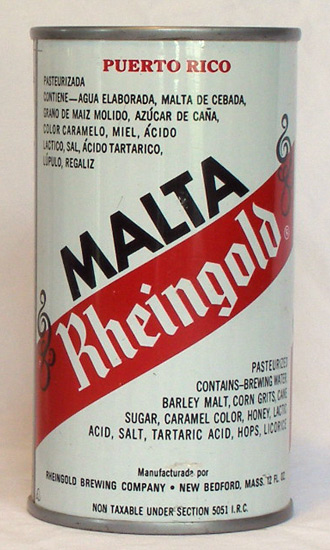 PUERTO RICO
PASTEURIZADA
CONTIENE—AGUA ELABORADA, MALTA DE CEBADA,
GRANO DE MAIZ MOLIDO, AZÚCAR DE CAÑA,
COLOR CARAMELO, MIEL, ÁCIDO
LACTICO, SAL, ÁCIDO TARTARICO,
LÚPULO, REGALIZ
MALTA
Rheingold®
PASTEURIZED
CONTAINS-BREWING WATER
BARLEY MALT, CORN GRITS, CANE
SUGAR, CARAMEL COLOR, HONEY, LACTIC
ACID, SALT, TARTARIC ACID, HOPS, LICORICE
Manufacturada por
RHEINGOLD BREWING COMPANY • NEW BEDFORD, MASS. 12 FL. OZ.
NON TAXABLE UNDER SECTION 5051 I.R.C.